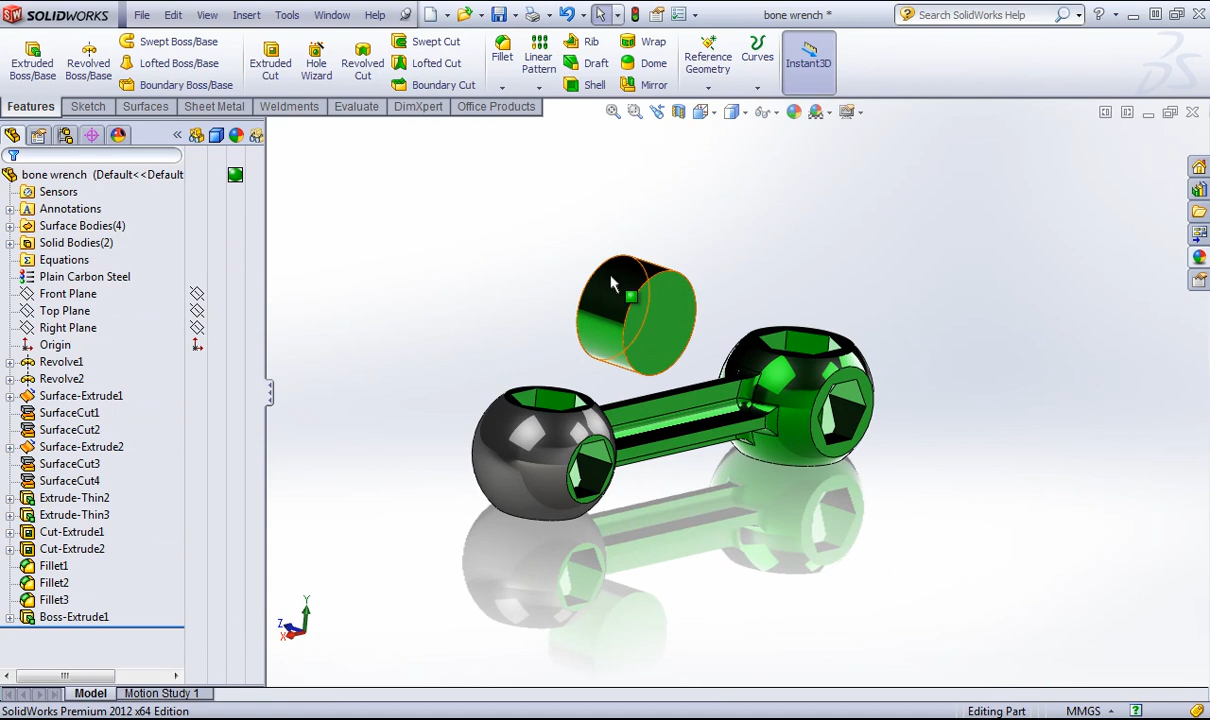 SOLIDWORKS File Edit View Insert Tools Window Help bone wrench * Search SolidWorks Help
Extruded Boss/Base
Revolved Boss/Base
Swept Boss/Base
Lofted Boss/Base
Boundary Boss/Base
Extruded Cut
Hole Wizard
Revolved Cut
Swept Cut
Lofted Cut
Boundary Cut
Fillet
Linear Pattern
Rib
Draft
Shell
Wrap
Dome
Mirror
Reference Geometry
Curves
Instant3D
Features Sketch Surfaces Sheet Metal Weldments Evaluate DimXpert Office Products
bone wrench (Default<<Default
Sensors
Annotations
Surface Bodies(4)
Solid Bodies(2)
Equations
Plain Carbon Steel
Front Plane
Top Plane
Right Plane
Origin
Revolve1
Revolve2
Surface-Extrude1
SurfaceCut1
SurfaceCut2
Surface-Extrude2
SurfaceCut3
SurfaceCut4
Extrude-Thin2
Extrude-Thin3
Cut-Extrude1
Cut-Extrude2
Fillet1
Fillet2
Fillet3
Boss-Extrude1
Y
Z
X
Model Motion Study 1
SolidWorks Premium 2012 x64 Edition Editing Part MMGS